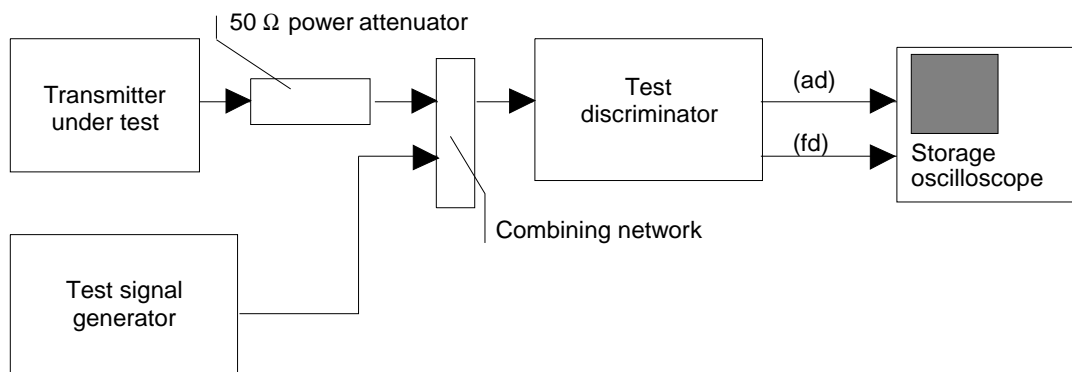 50 Ω power attenuator
Transmitter
under test
Test
discriminator
(ad)
(fd)
Storage
oscilloscope
Combining network
Test signal
generator